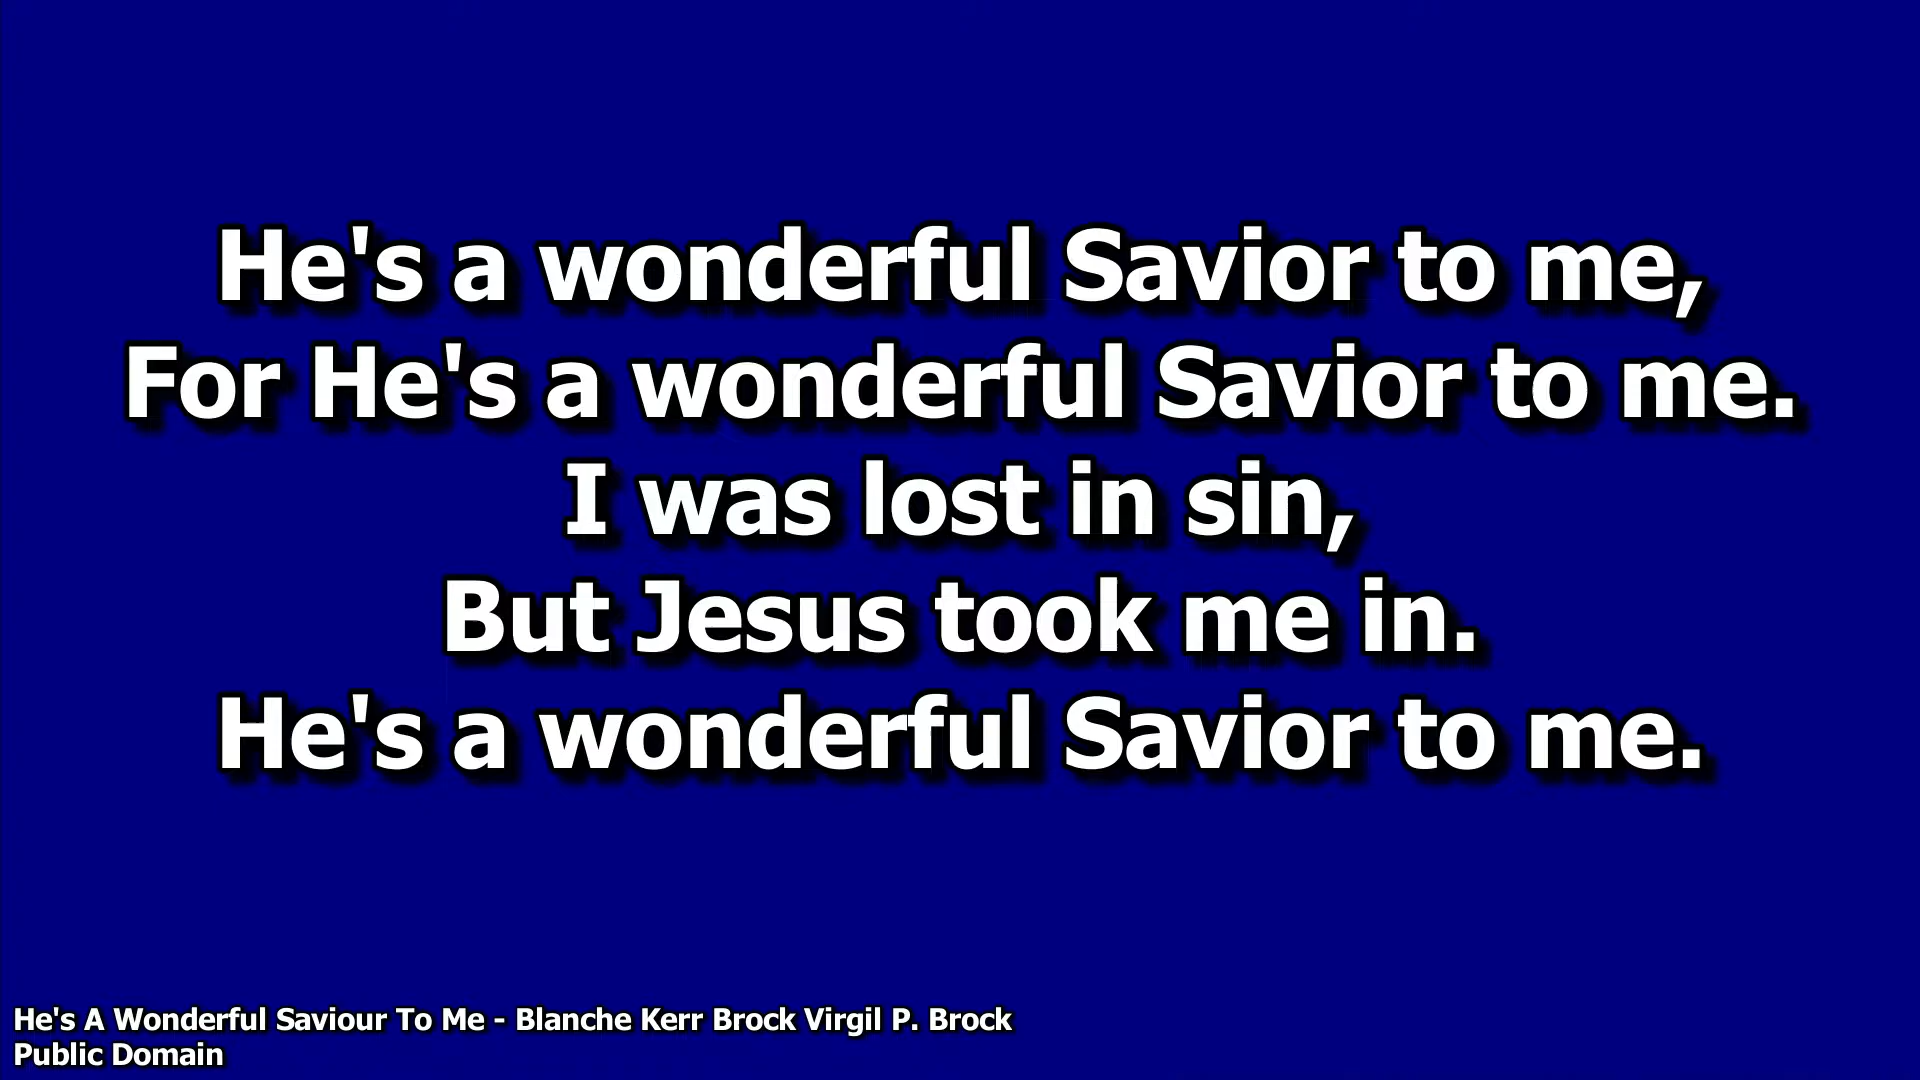 He's a wonderful Savior to me,
For He's a wonderful Savior to me.
I was lost in sin,
But Jesus took me in.
He's a wonderful Savior to me.
He's A Wonderful Saviour To Me - Blanche Kerr Brock Virgil P. Brock
Public Domain